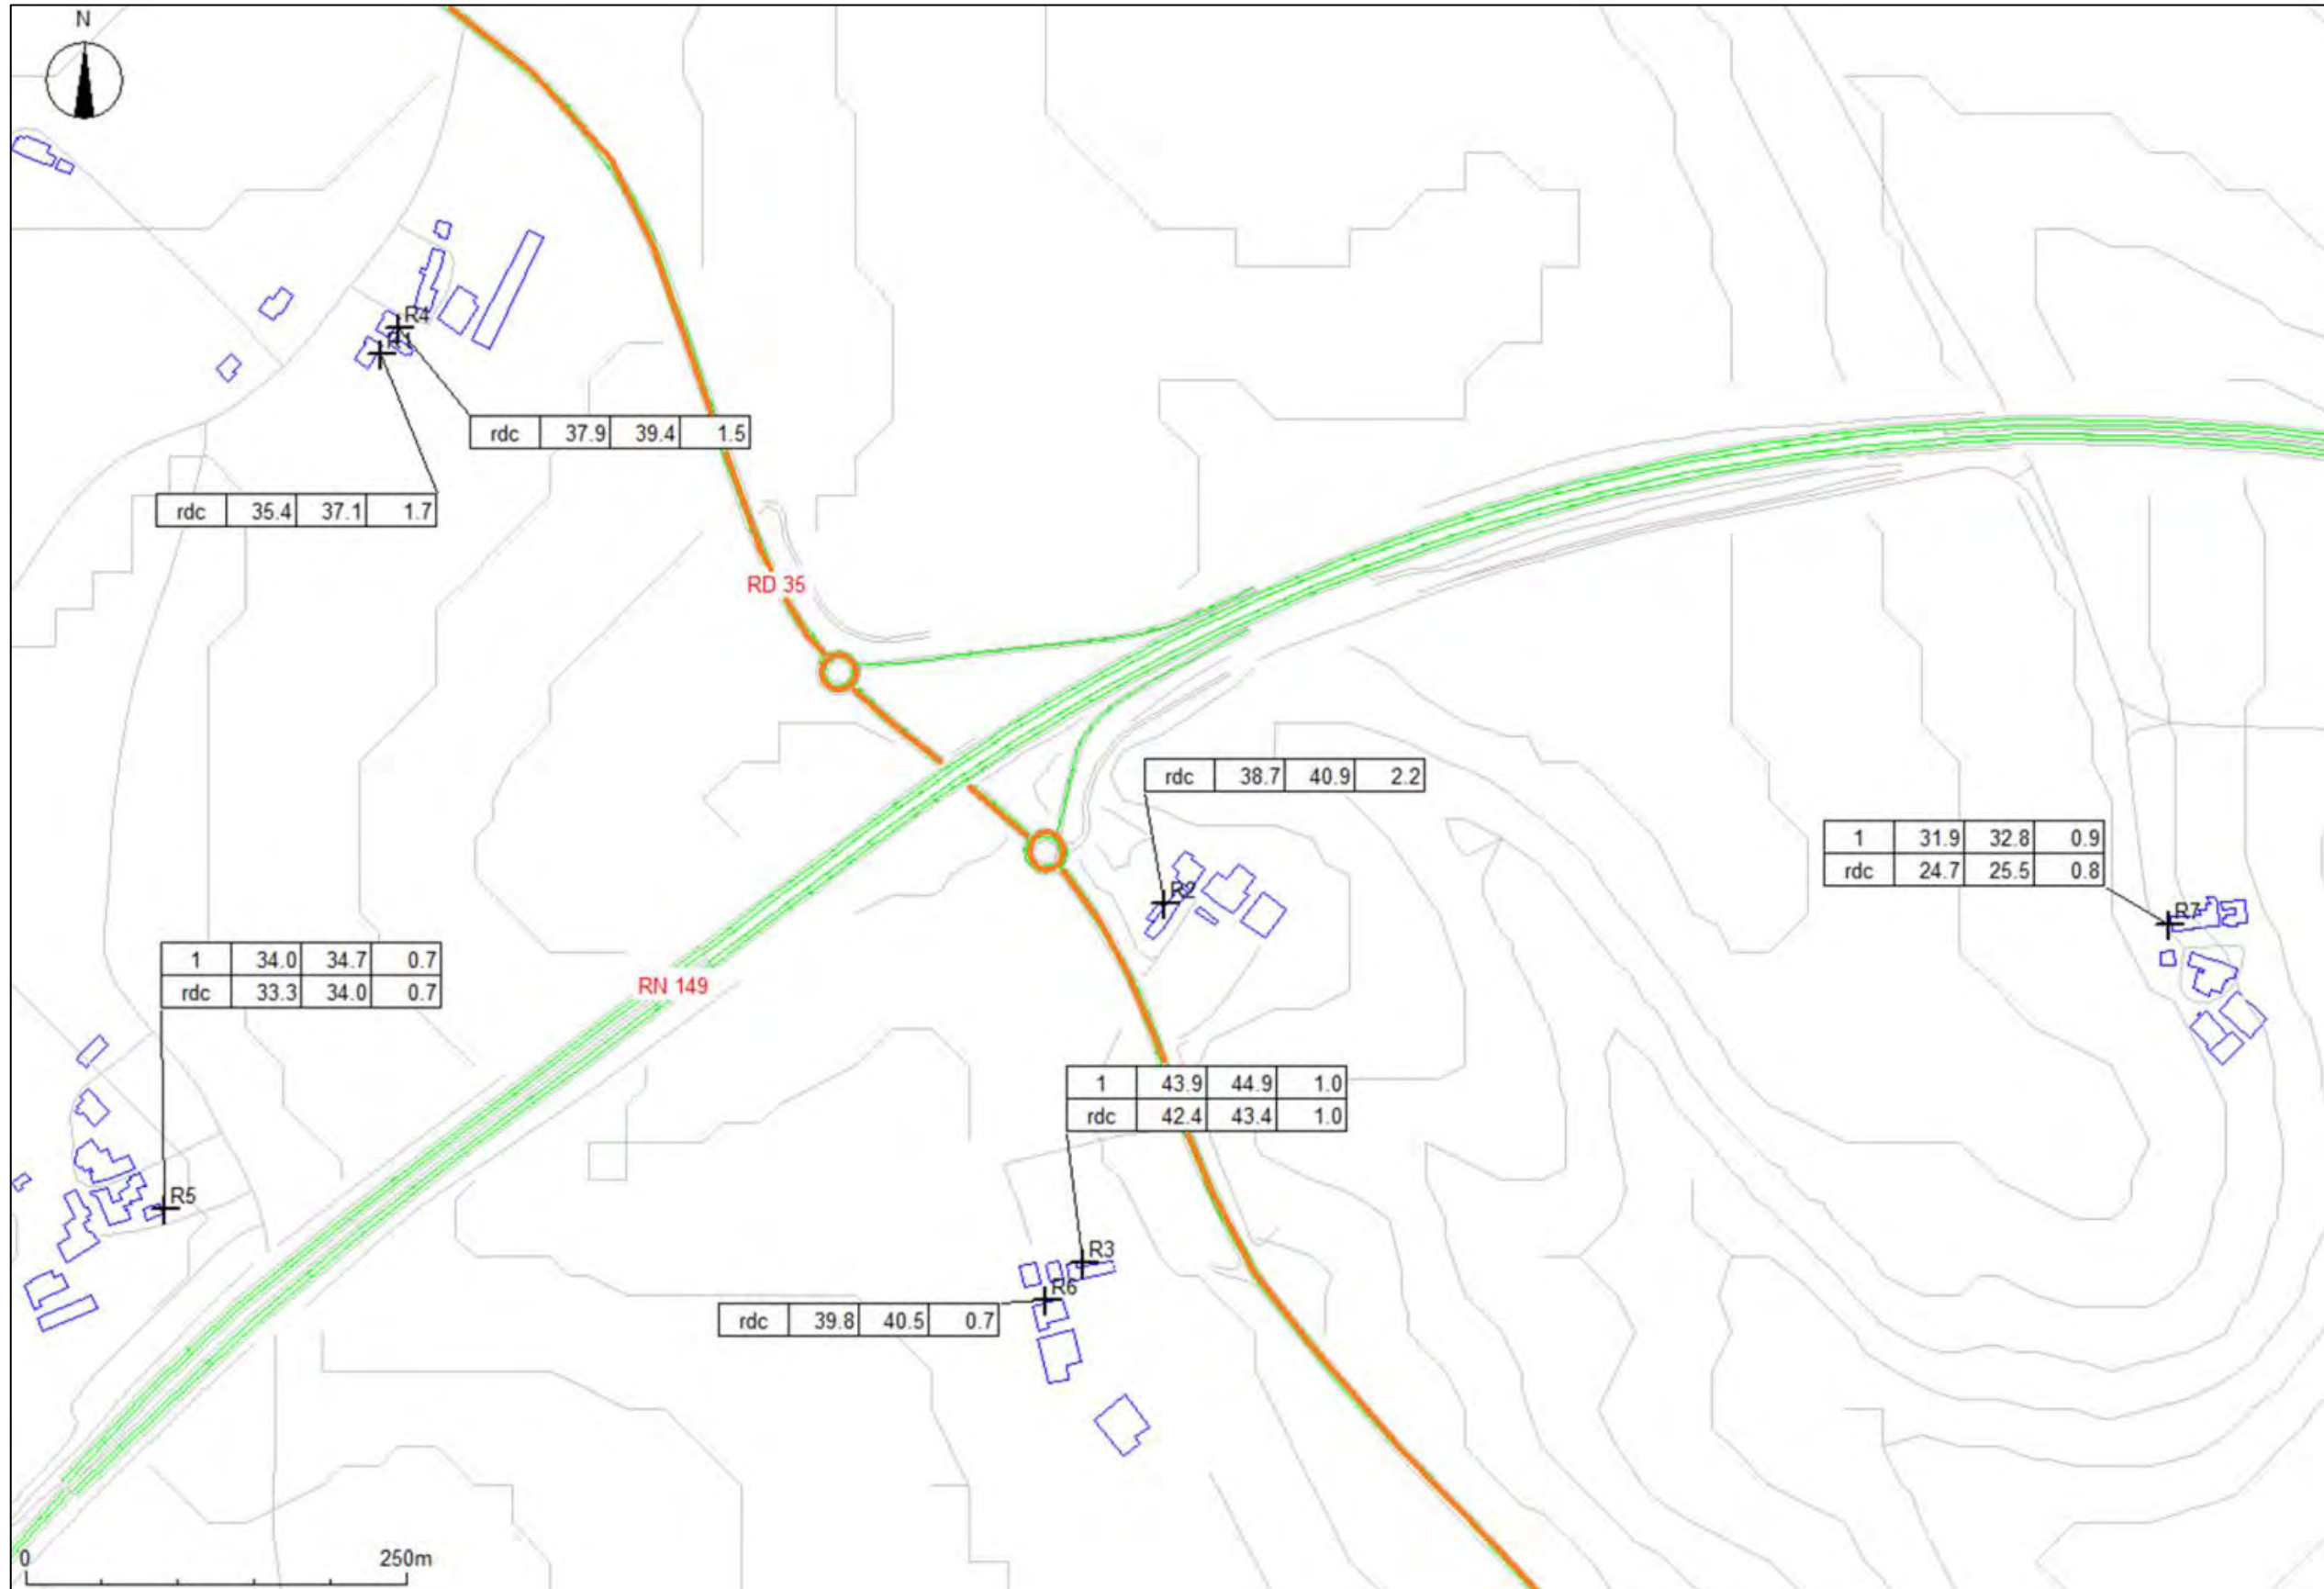 N
R4
rdc 37.9 39.4 1.5
rdc 35.4 37.1 1.7
RD 35
rdc 38.7 40.9 2.2
R2
1 31.9 32.8 0.9
rdc 24.7 25.5 0.8
R7
1 34.0 34.7 0.7
rdc 33.3 34.0 0.7
RN 149
1 43.9 44.9 1.0
rdc 42.4 43.4 1.0
R5
R3
R6
rdc 39.8 40.5 0.7
0 250m